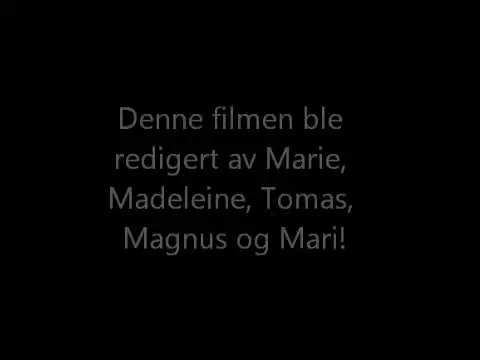 Denne filmen ble
redigert av Marie,
Madeleine, Tomas,
Magnus og Mari!